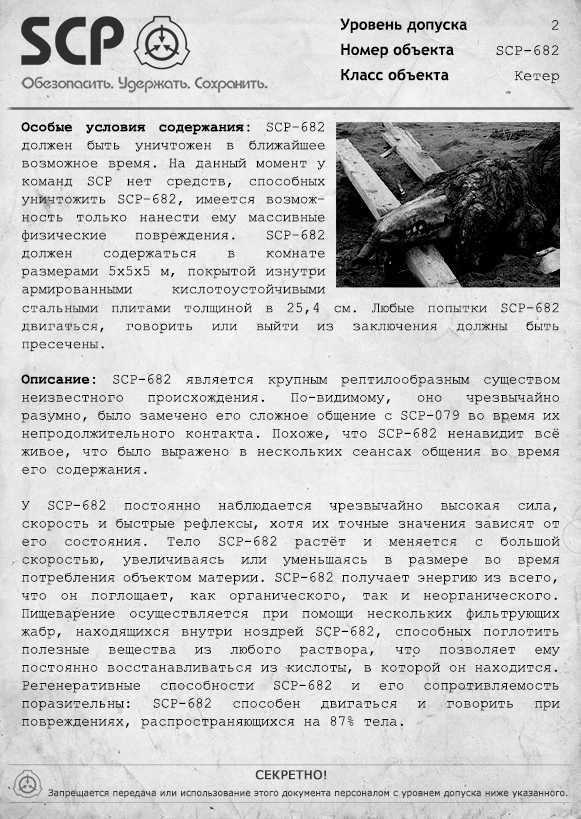 SCP
Обезопасить. Удержать. Сохранить.
Уровень допуска 2
Номер объекта SCP-682
Класс объекта Кетер
Особые условия содержания: SCP-682
должен быть уничтожен в ближайшее
возможное время. На данный момент у
команд SCP нет средств, способных
уничтожить SCP-682, имеется возмож-
ность только нанести ему массивные
физические повреждения. SCP-682
должен содержаться в комнате
размерами 5x5x5 м, покрытой изнутри
армированными кислотоустойчивыми
стальными плитами толщиной в 25,4 см. Любые попытки SCP-682
двигаться, говорить или выйти из заключения должны быть
пресечены.
Описание: SCP-682 является крупным рептилообразным существом
неизвестного происхождения. По-видимому, оно чрезвычайно
разумно, было замечено его сложное общение с SCP-079 во время их
непродолжительного контакта. Похоже, что SCP-682 ненавидит всё
живое, что было выражено в нескольких сеансах общения во время
его содержания.
У SCP-682 постоянно наблюдается чрезвычайно высокая сила,
скорость и быстрые рефлексы, хотя их точные значения зависят от
его состояния. Тело SCP-682 растёт и меняется с большой
скоростью, увеличиваясь или уменьшаясь в размере во время
потребления объектом материи. SCP-682 получает энергию из всего,
что он поглощает, как органического, так и неорганического.
Пищеварение осуществляется при помощи нескольких фильтрующих
жабр, находящихся внутри ноздрей SCP-682, способных поглотить
полезные вещества из любого раствора, что позволяет ему
постоянно восстанавливаться из кислоты, в которой он находится.
Регенеративные способности SCP-682 и его сопротивляемость
поразительны: SCP-682 способен двигаться и говорить при
повреждениях, распространяющихся на 87% тела.
СЕКРЕТНО!
Запрещается передача или использование этого документа персоналом с уровнем допуска ниже указанного.